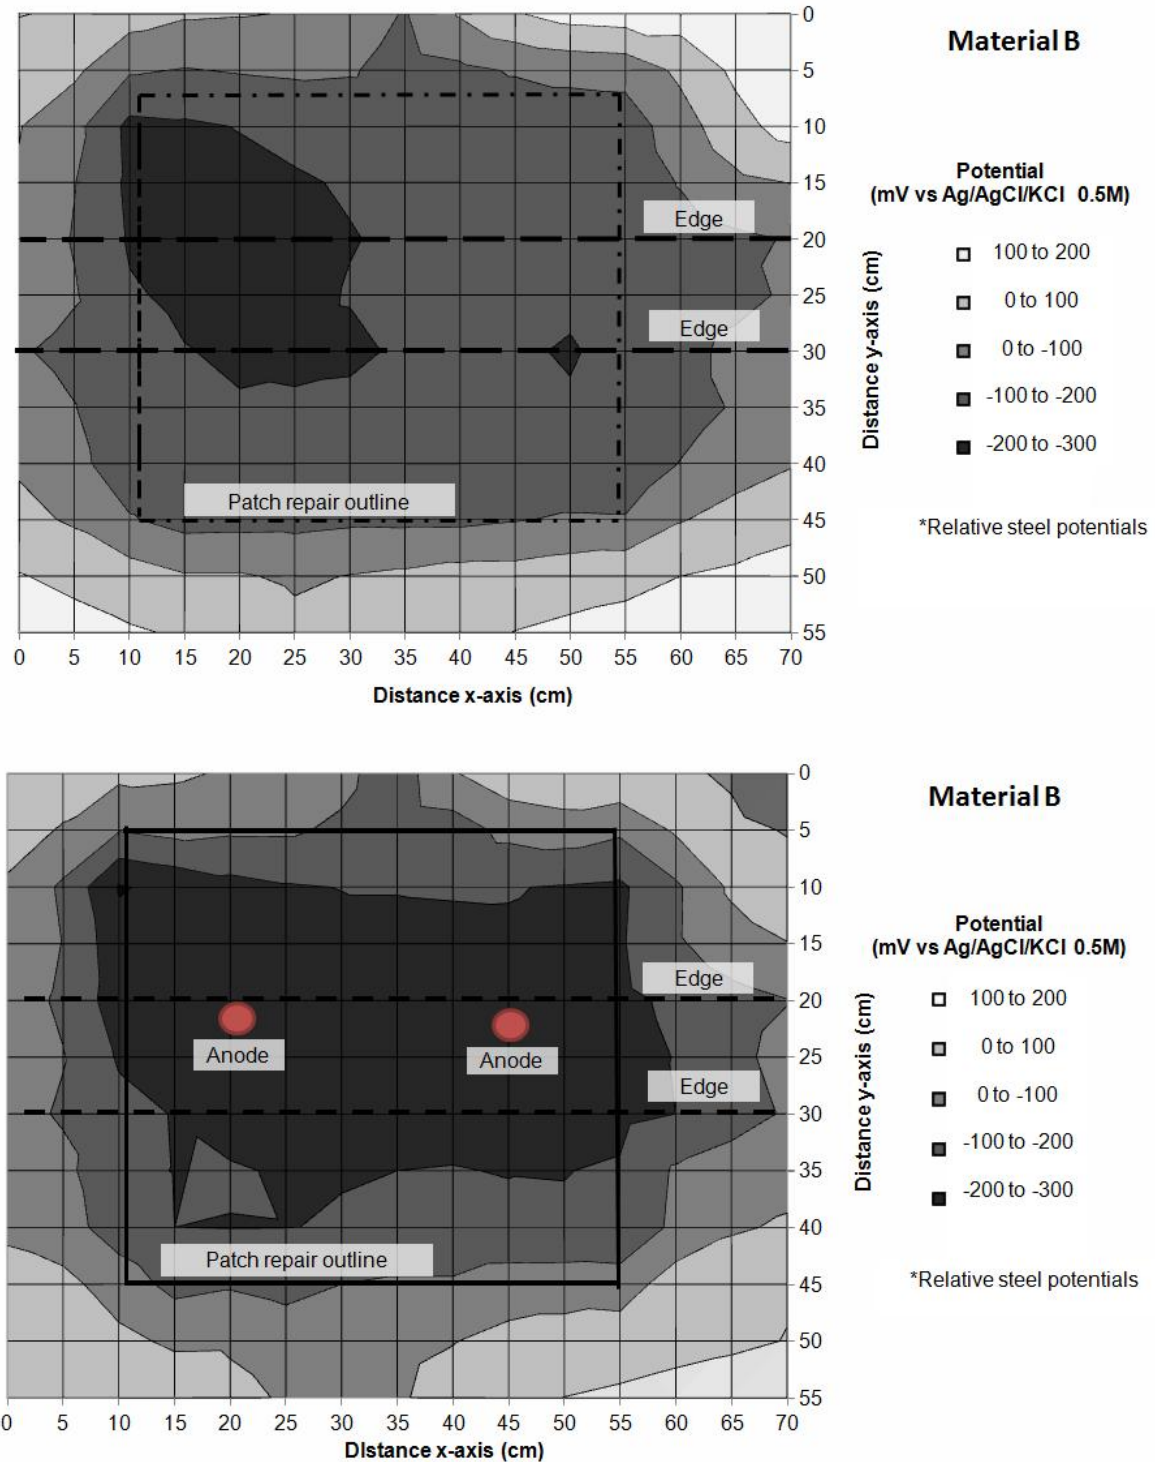 Material B
Potential
(mV vs Ag/AgCl/KCl 0.5M)
100 to 200
0 to 100
0 to -100
-100 to -200
-200 to -300
*Relative steel potentials
Edge
Edge
Patch repair outline
0
5
10
15
20
25
30
35
40
45
50
55
Distance y-axis (cm)
0 5 10 15 20 25 30 35 40 45 50 55 60 65 70
Distance x-axis (cm)
Material B
Potential
(mV vs Ag/AgCl/KCl 0.5M)
100 to 200
0 to 100
0 to -100
-100 to -200
-200 to -300
*Relative steel potentials
Edge
Anode
Anode
Edge
Patch repair outline
0
5
10
15
20
25
30
35
40
45
50
55
Distance y-axis (cm)
0 5 10 15 20 25 30 35 40 45 50 55 60 65 70
DIstance x-axis (cm)